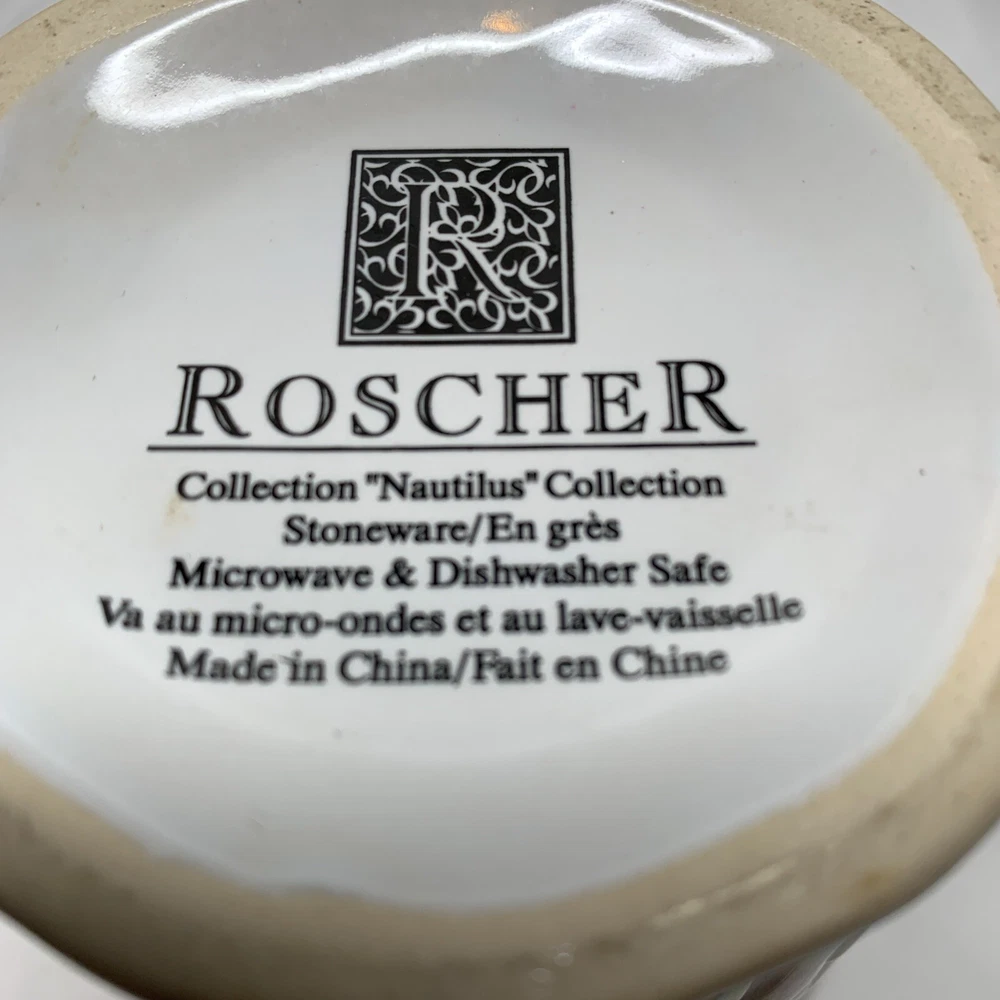 R
ROSCHER
Collection "Nautilus" Collection
Stoneware/En grès
Microwave & Dishwasher Safe
Va au micro-ondes et au lave-vaisselle
Made in China/Fait en Chine